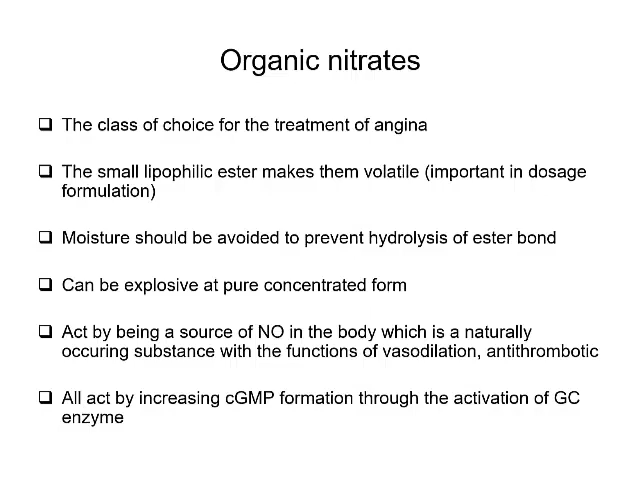 Organic nitrates
❑ The class of choice for the treatment of angina
❑ The small lipophilic ester makes them volatile (important in dosage
formulation)
❑ Moisture should be avoided to prevent hydrolysis of ester bond
❑ Can be explosive at pure concentrated form
❑ Act by being a source of NO in the body which is a naturally
occuring substance with the functions of vasodilation, antithrombotic
❑ All act by increasing cGMP formation through the activation of GC
enzyme